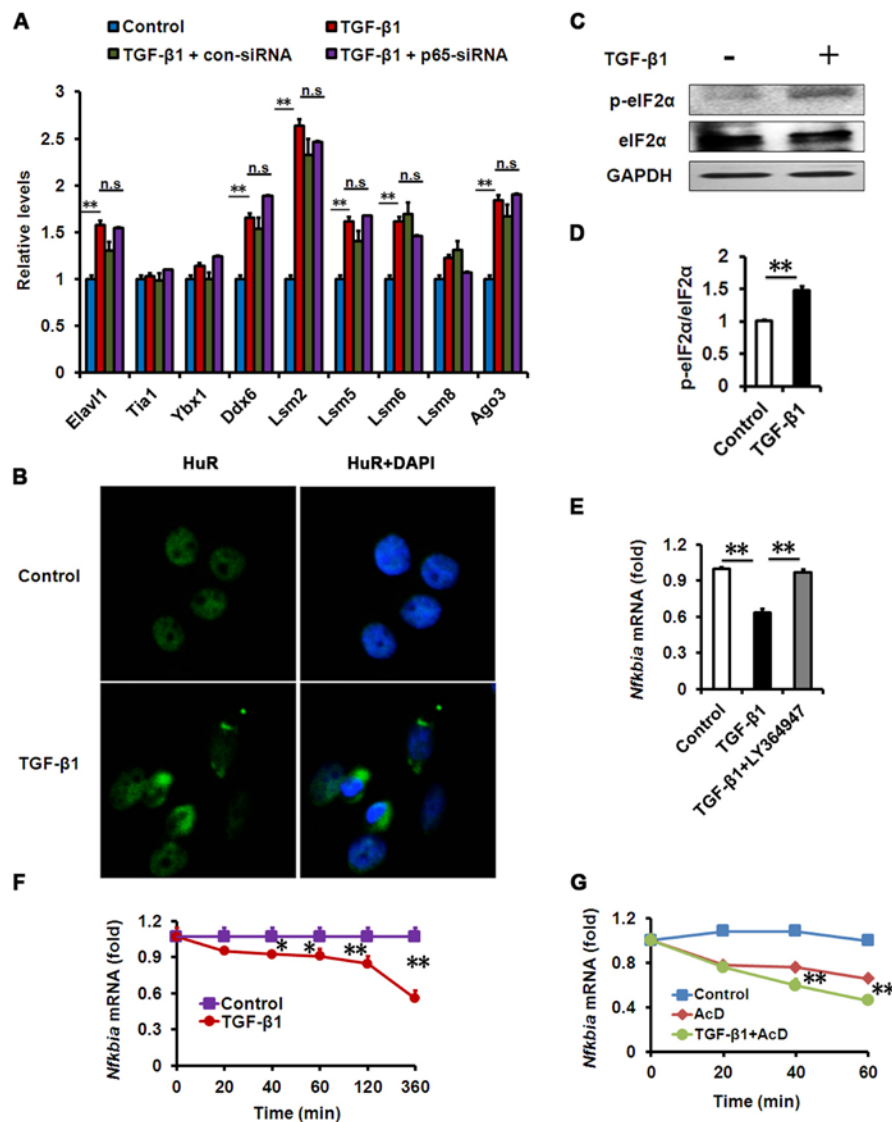 A
Control
TGF-β1
TGF-β1 + con-siRNA
TGF-β1 + p65-siRNA
Relative levels
3
2.5
2
1.5
1
0.5
0
**
n.s
**
n.s
**
n.s
**
n.s
**
n.s
**
n.s
Elavl1
Tia1
Ybx1
Ddx6
Lsm2
Lsm5
Lsm6
Lsm8
Ago3
B
HuR
HuR+DAPI
Control
TGF-β1
C
TGF-β1
-
+
p-eIF2α
eIF2α
GAPDH
D
p-eIF2α/eIF2α
2
1.5
1
0.5
0
**
Control
TGF-β1
E
Nfkbia mRNA (fold)
1.2
0.9
0.6
0.3
0
**
**
Control
TGF-β1
TGF-β1+LY364947
F
Nfkbia mRNA (fold)
1.2
0.9
0.6
0.3
0
*
*
**
**
Control
TGF-β1
0
20
40
60
120
360
Time (min)
G
Nfkbia mRNA (fold)
1.2
0.8
0.4
0
**
**
Control
AcD
TGF-β1+AcD
0
20
40
60
Time (min)